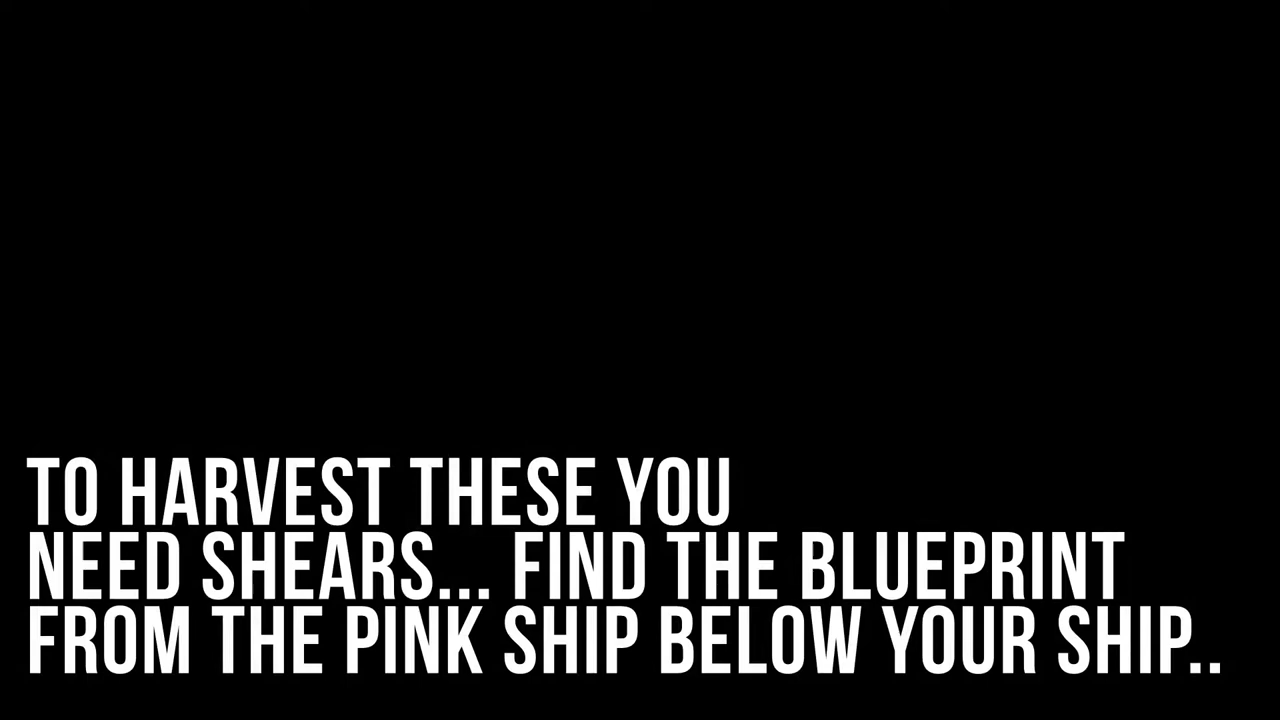 TO HARVEST THESE YOU
NEED SHEARS... FIND THE BLUEPRINT
FROM THE PINK SHIP BELOW YOUR SHIP..